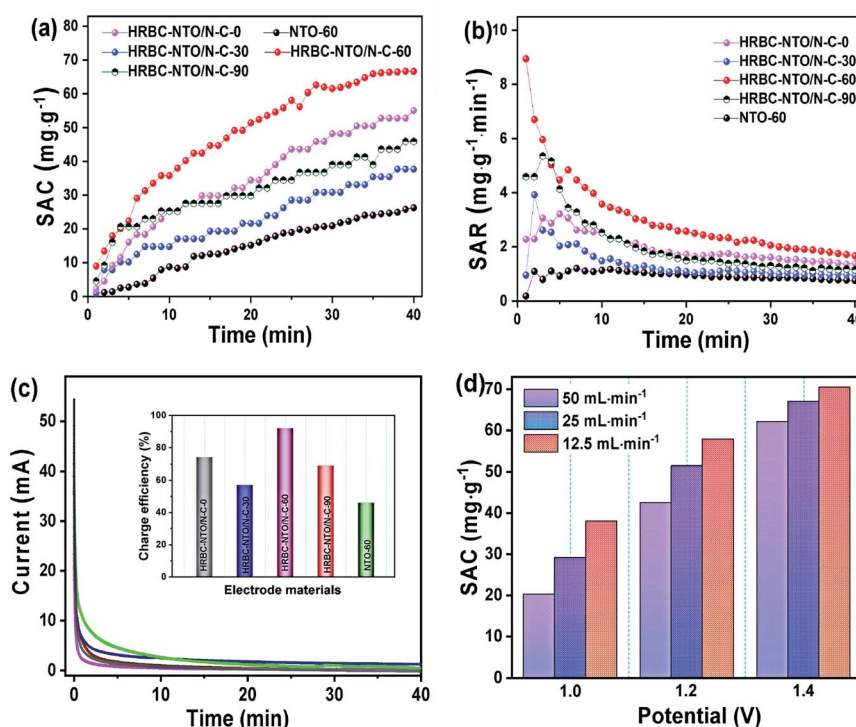 (a)
HRBC-NTO/N-C-0 NTO-60
HRBC-NTO/N-C-30 HRBC-NTO/N-C-60
HRBC-NTO/N-C-90
SAC (mg·g⁻¹)
80
70
60
50
40
30
20
10
0
0 10 20 30 40
Time (min)
(b)
HRBC-NTO/N-C-0
HRBC-NTO/N-C-30
HRBC-NTO/N-C-60
HRBC-NTO/N-C-90
NTO-60
SAR (mg·g⁻¹·min⁻¹)
10
8
6
4
2
0
0 10 20 30 40
Time (min)
(c)
Current (mA)
50
40
30
20
10
0
0 10 20 30 40
Time (min)
Charge efficiency (%)
100
80
60
40
20
0
HRBC-NTO/N-C-0
HRBC-NTO/N-C-30
HRBC-NTO/N-C-60
HRBC-NTO/N-C-90
NTO-60
Electrode materials
(d)
50 mL·min⁻¹
25 mL·min⁻¹
12.5 mL·min⁻¹
SAC (mg·g⁻¹)
70
60
50
40
30
20
10
0
1.0 1.2 1.4
Potential (V)